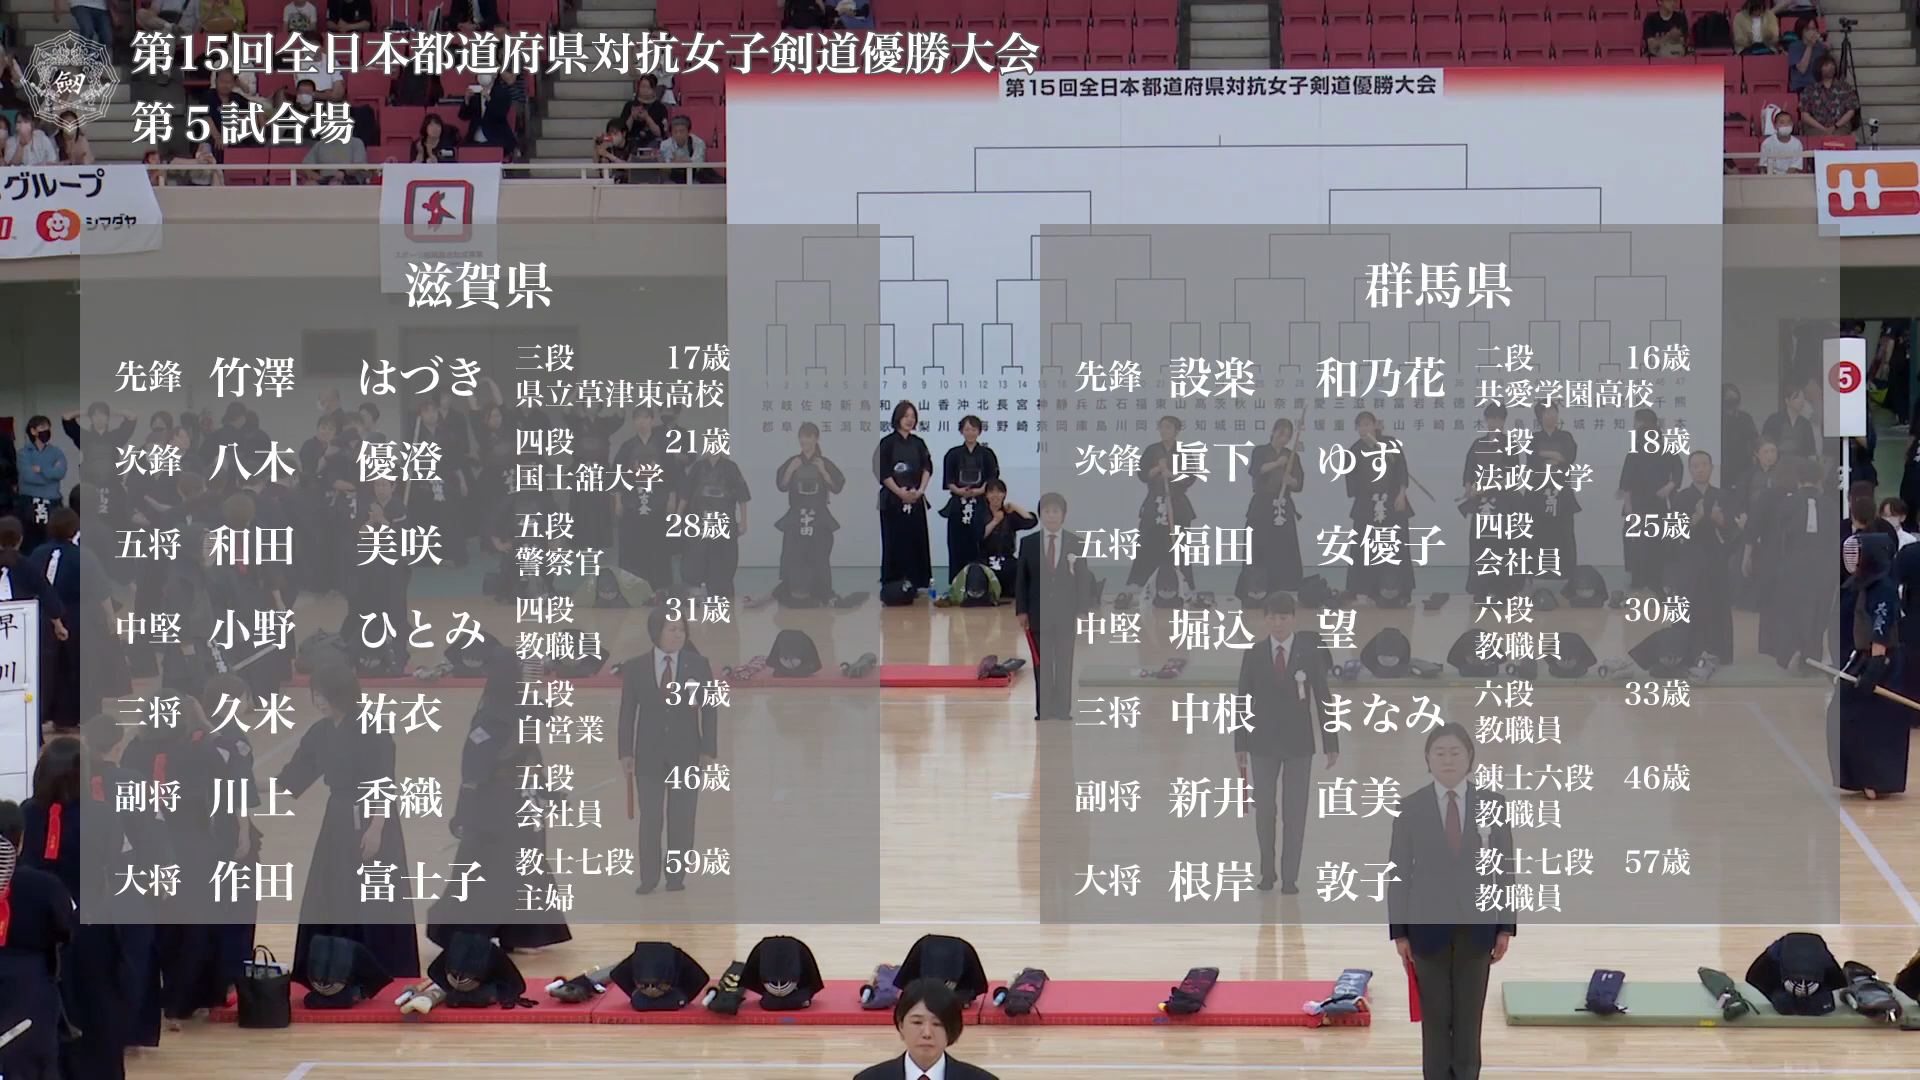 第15回全日本都道府県対抗女子剣道優勝大会
第５試合場
第15回全日本都道府県対抗女子剣道優勝大会
グループ
シマダヤ
5
滋賀県
先鋒 竹澤 はづき 三段 17歳
県立草津東高校
次鋒 八木 優澄 四段 21歳
国士舘大学
五将 和田 美咲 五段 28歳
警察官
中堅 小野 ひとみ 四段 31歳
教職員
三将 久米 祐衣 五段 37歳
自営業
副将 川上 香織 五段 46歳
会社員
大将 作田 富士子 教士七段 59歳
主婦
群馬県
先鋒 設楽 和乃花 二段 16歳
共愛学園高校
次鋒 眞下 ゆず 三段 18歳
法政大学
五将 福田 安優子 四段 25歳
会社員
中堅 堀込 望 六段 30歳
教職員
三将 中根 まなみ 六段 33歳
教職員
副将 新井 直美 錬士六段 46歳
教職員
大将 根岸 敦子 教士七段 57歳
教職員